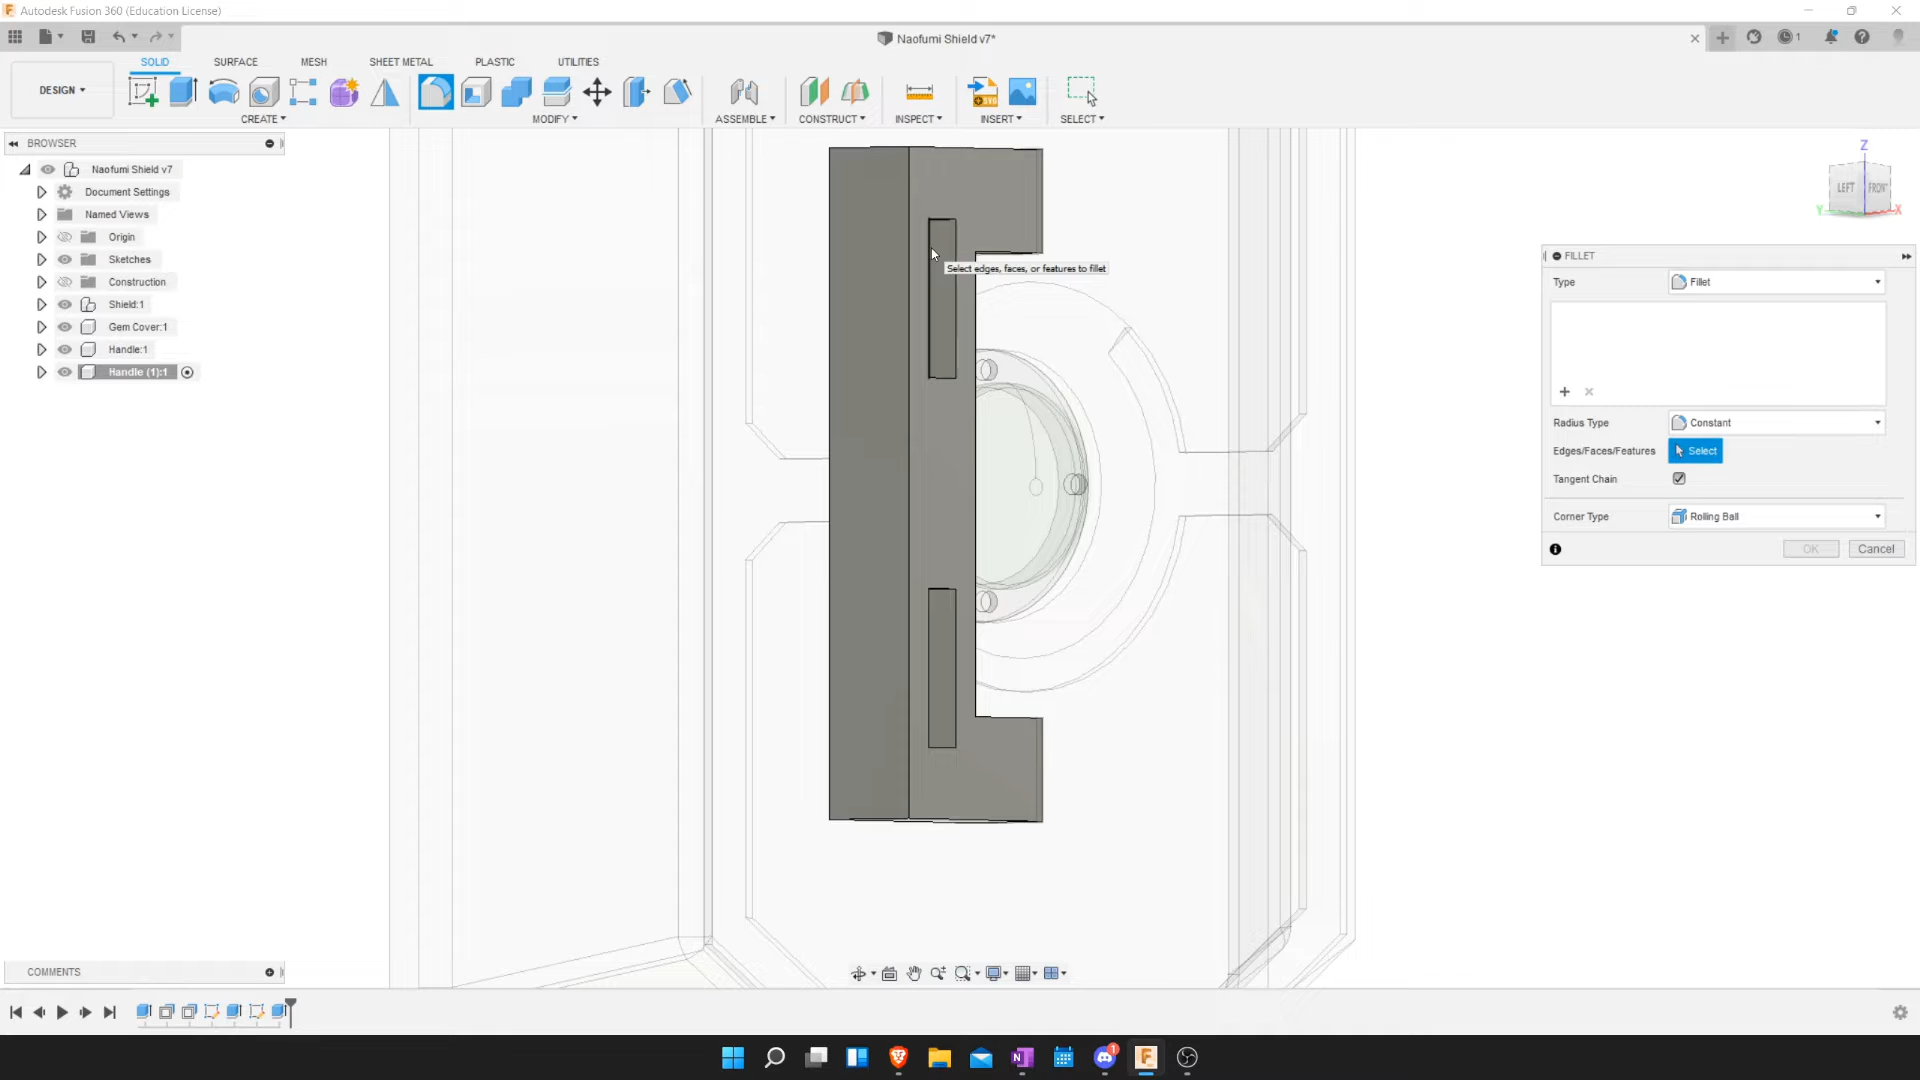 Autodesk Fusion 360 (Education License)
Naofumi Shield v7*
1
SOLID
SURFACE
MESH
SHEET METAL
PLASTIC
UTILITIES
DESIGN
CREATE
MODIFY
ASSEMBLE
CONSTRUCT
INSPECT
INSERT
SELECT
BROWSER
Naofumi Shield v7
Document Settings
Named Views
Origin
Sketches
Construction
Shield:1
Gem Cover:1
Handle:1
Handle (1):1
Select edges, faces, or features to fillet
Z
LEFT
FRONT
Y
X
FILLET
Type
Fillet
Radius Type
Constant
Edges/Faces/Features
Select
Tangent Chain
Corner Type
Rolling Ball
OK
Cancel
COMMENTS
1